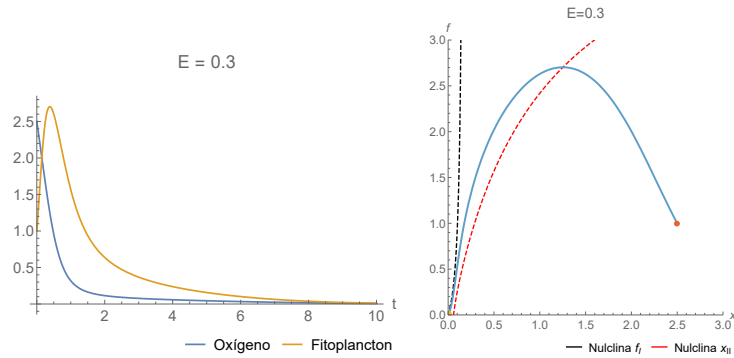 E = 0.3
2.5
2.0
1.5
1.0
0.5
2 4 6 8 10
t
Oxígeno Fitoplancton
E=0.3
f
3.0
2.5
2.0
1.5
1.0
0.5
0.0
0.0 0.5 1.0 1.5 2.0 2.5 3.0
x
Nulclina f_I Nulclina x_II